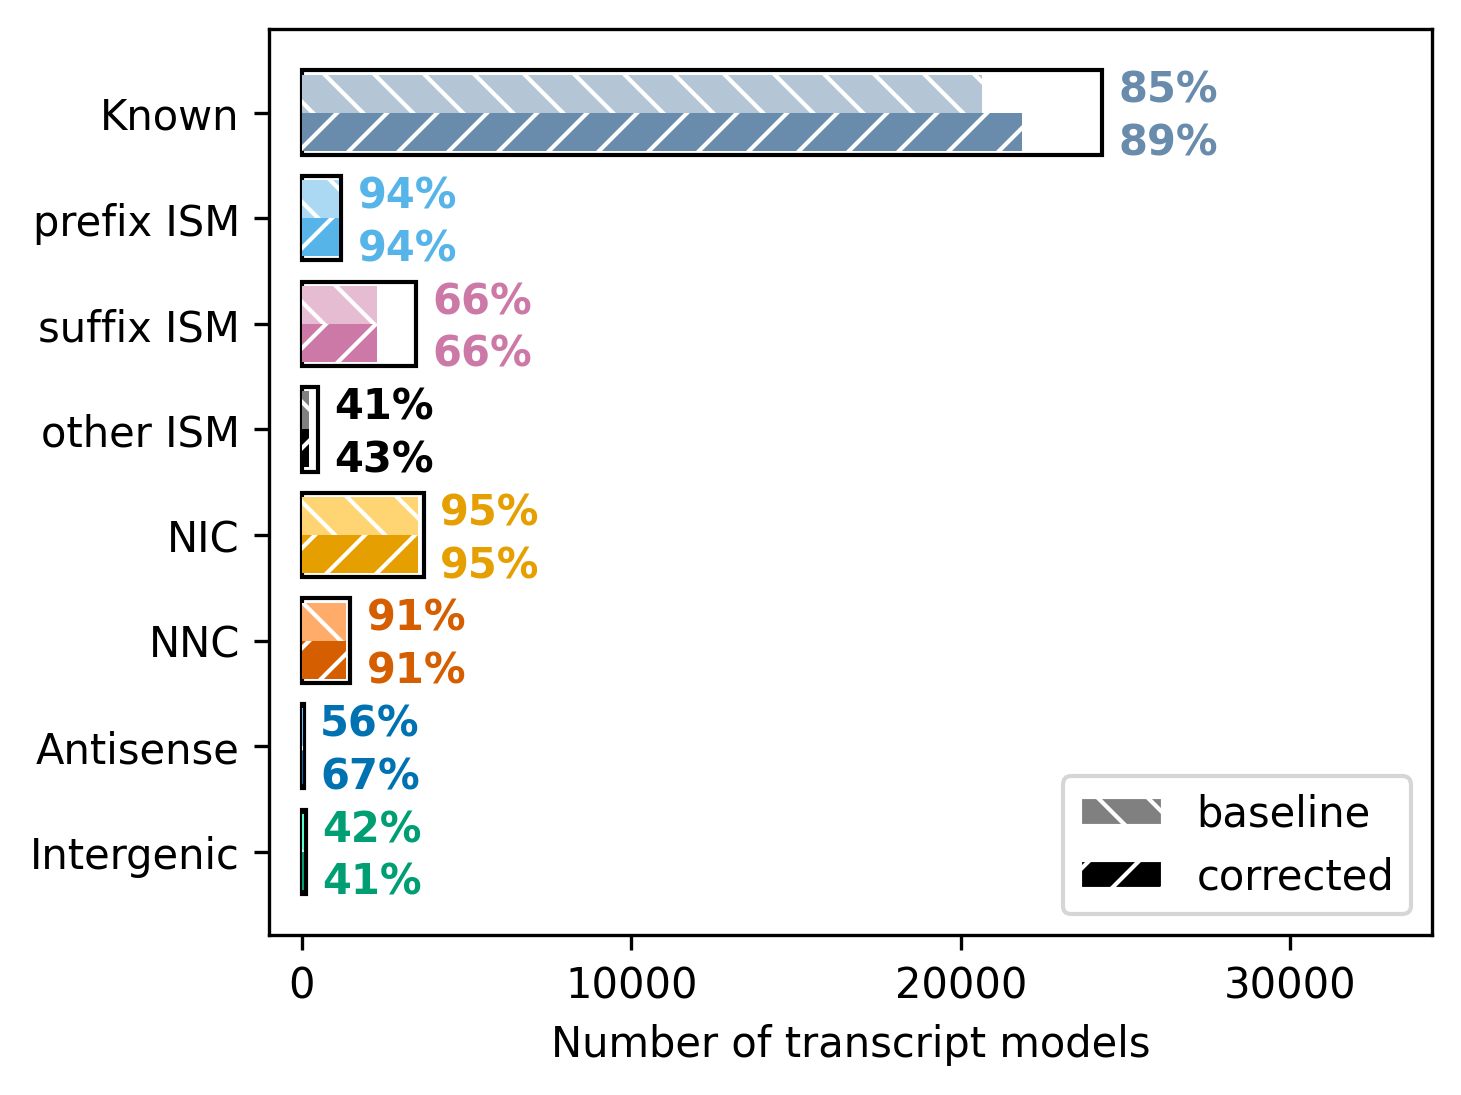 Known
85%
89%
prefix ISM
94%
94%
suffix ISM
66%
66%
other ISM
41%
43%
NIC
95%
95%
NNC
91%
91%
Antisense
56%
67%
Intergenic
42%
41%
baseline
corrected
0 10000 20000 30000
Number of transcript models